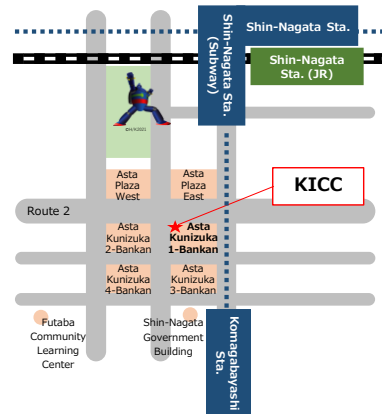 Shin-Nagata Sta.
Shin-Nagata Sta.
(Subway)
Shin-Nagata
Sta. (JR)
©H/K2021
Asta
Plaza
West
Asta
Plaza
East
KICC
Route 2
Asta
Kunizuka
2-Bankan
Asta
Kunizuka
1-Bankan
Asta
Kunizuka
4-Bankan
Asta
Kunizuka
3-Bankan
Futaba
Community
Learning
Center
Shin-Nagata
Government
Building
Komagabayashi
Sta.